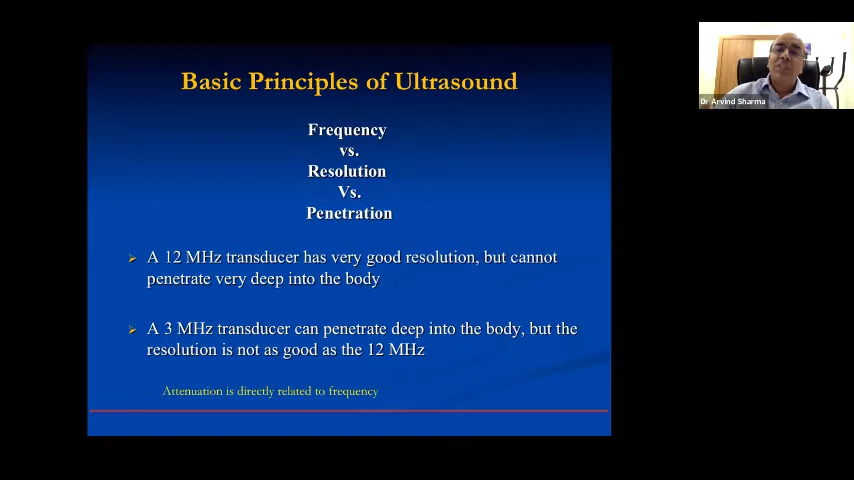 Basic Principles of Ultrasound
Frequency
vs.
Resolution
Vs.
Penetration
A 12 MHz transducer has very good resolution, but cannot
penetrate very deep into the body
A 3 MHz transducer can penetrate deep into the body, but the
resolution is not as good as the 12 MHz
Attenuation is directly related to frequency
Dr Arvind Sharma